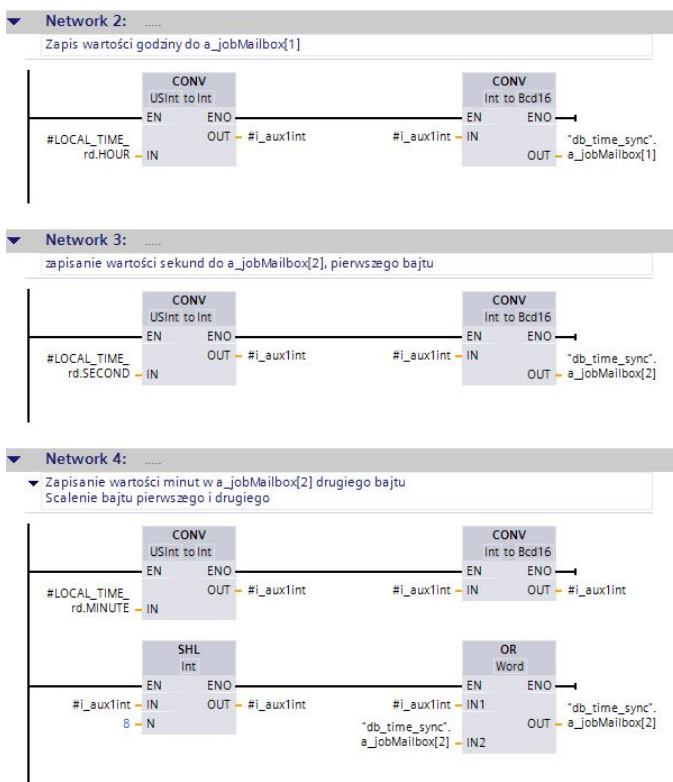 Network 2: .....
Zapis wartości godziny do a_jobMailbox[1]
CONV CONV
USInt to Int Int to Bcd16
EN ENO EN ENO
#LOCAL_TIME_ OUT #i_aux1int #i_aux1int IN "db_time_sync".
rd.HOUR IN OUT a_jobMailbox[1]
Network 3: .....
zapisanie wartości sekund do a_jobMailbox[2], pierwszego bajtu
CONV CONV
USInt to Int Int to Bcd16
EN ENO EN ENO
#LOCAL_TIME_ OUT #i_aux1int #i_aux1int IN "db_time_sync".
rd.SECOND IN OUT a_jobMailbox[2]
Network 4: .....
Zapisanie wartości minut w a_jobMailbox[2] drugiego bajtu
Scalenie bajtu pierwszego i drugiego
CONV CONV
USInt to Int Int to Bcd16
EN ENO EN ENO
#LOCAL_TIME_ OUT #i_aux1int #i_aux1int IN OUT #i_aux1int
rd.MINUTE IN
SHL OR
Int Word
EN ENO EN ENO
#i_aux1int IN OUT #i_aux1int #i_aux1int IN1 "db_time_sync".
8 N "db_time_sync". OUT a_jobMailbox[2]
a_jobMailbox[2] IN2